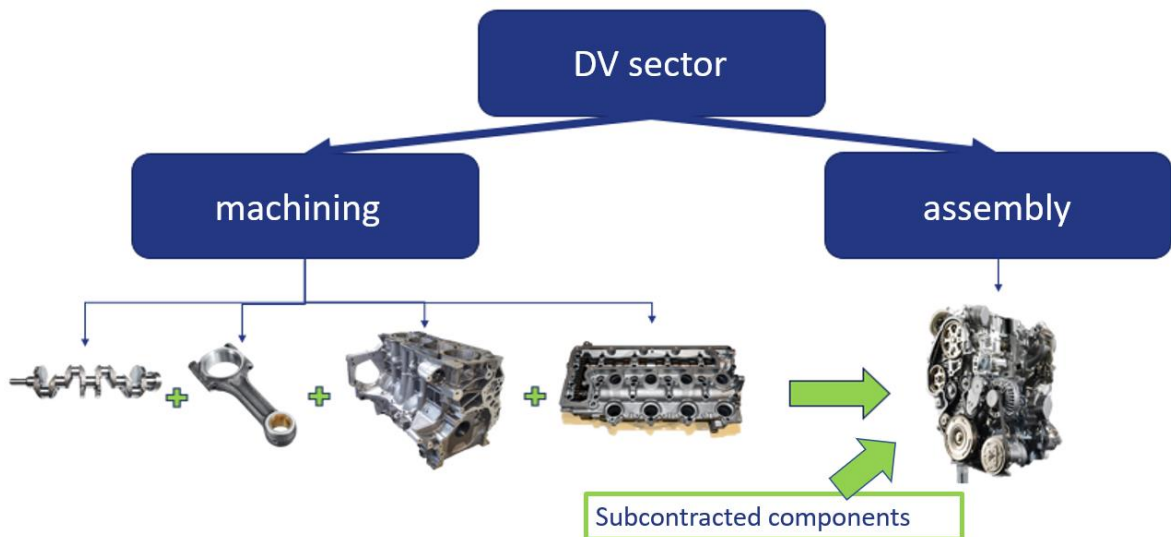 DV sector
machining
assembly
Subcontracted components